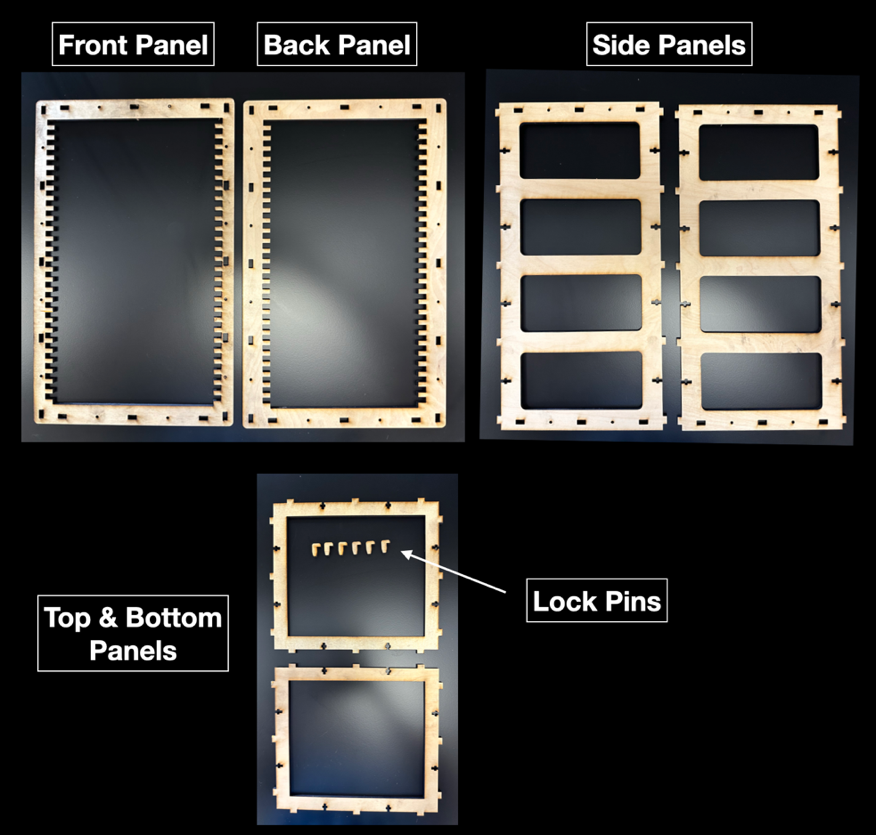 Front Panel
Back Panel
Side Panels
Top & Bottom
Panels
Lock Pins